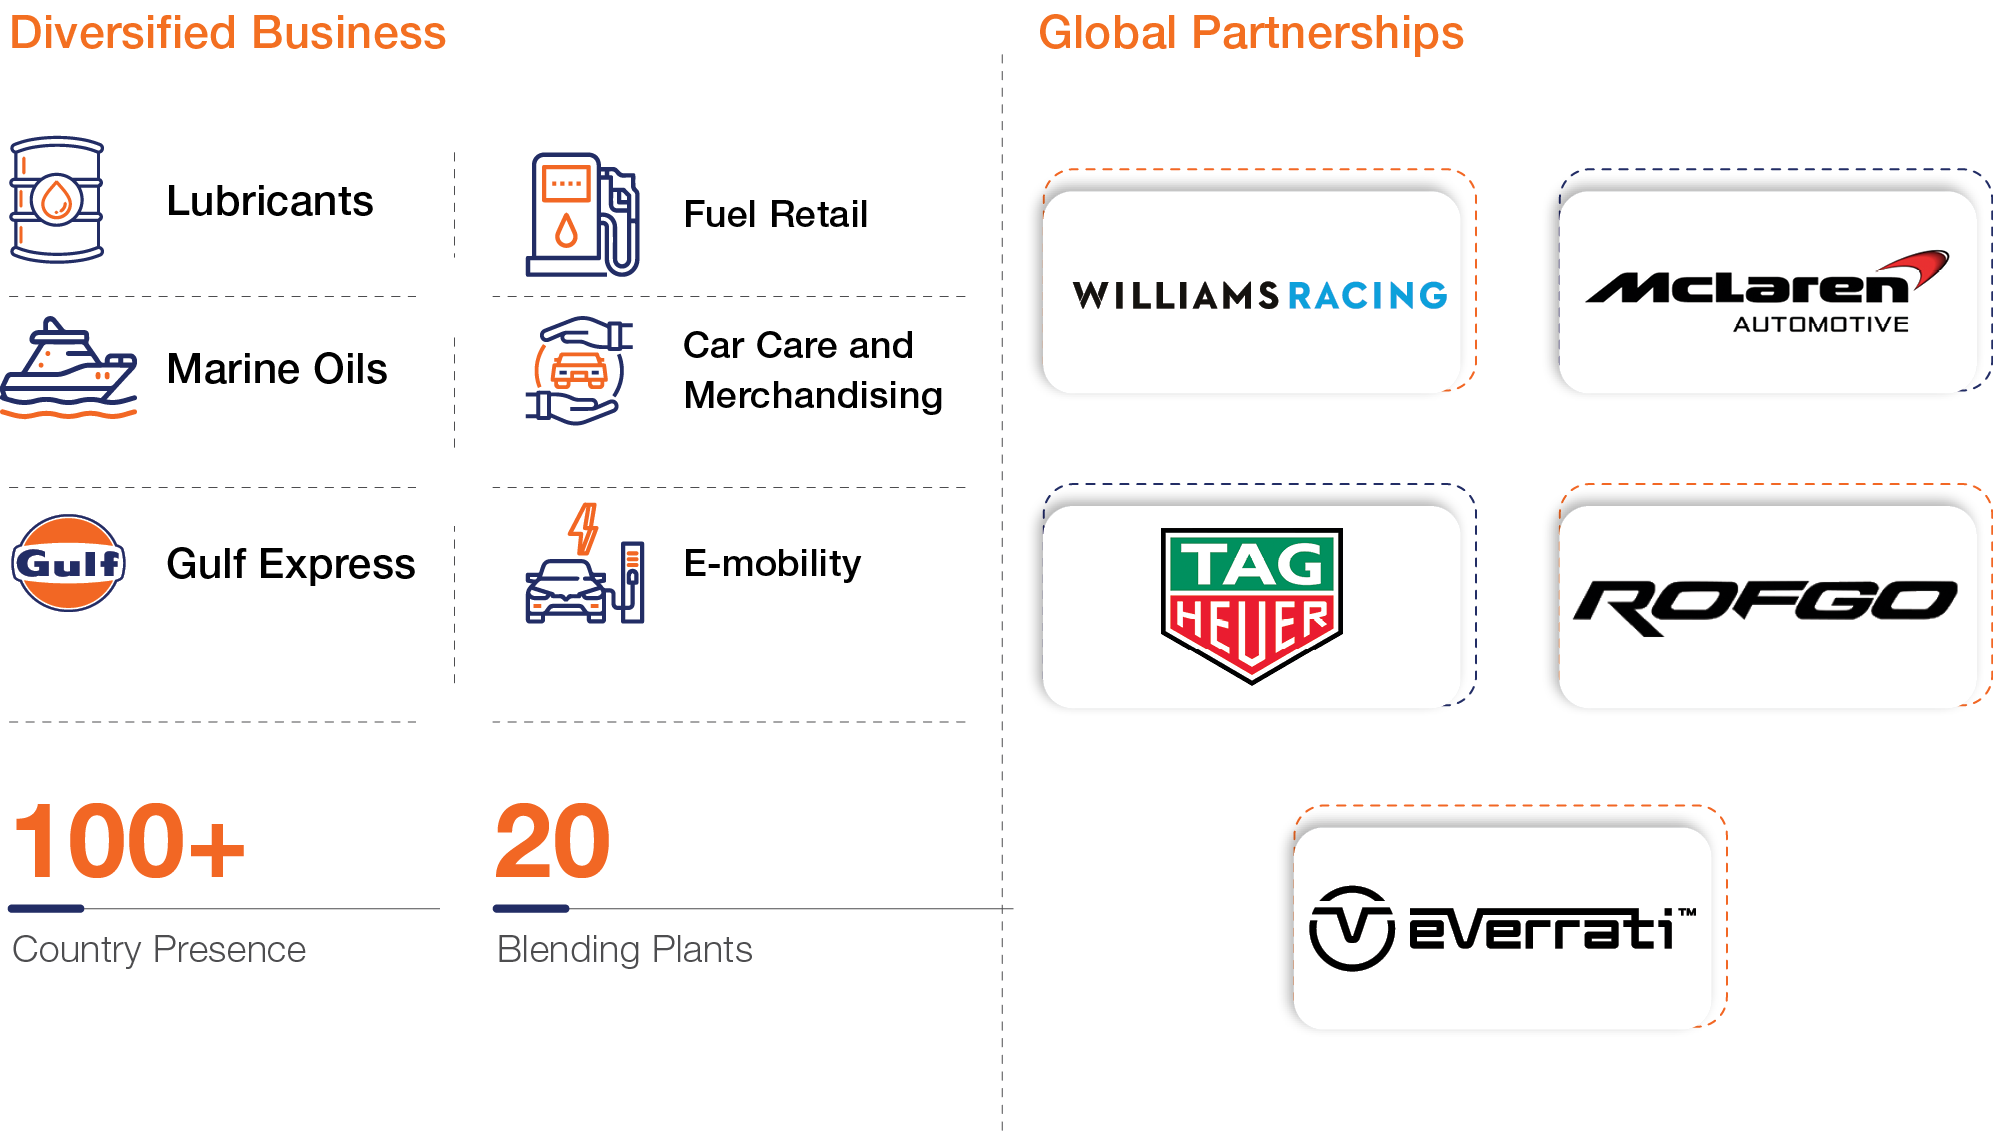 Diversified Business
Lubricants
Fuel Retail
Marine Oils
Car Care and
Merchandising
Gulf
Gulf Express
E-mobility
100+
Country Presence
20
Blending Plants
Global Partnerships
WILLIAMS RACING
McLaren
AUTOMOTIVE
TAG
HEUER
ROFGO
everrati™